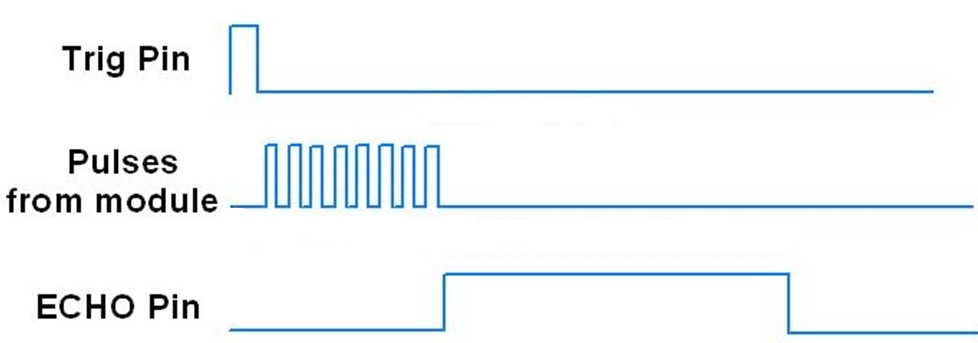 Trig Pin
Pulses
from module
ECHO Pin